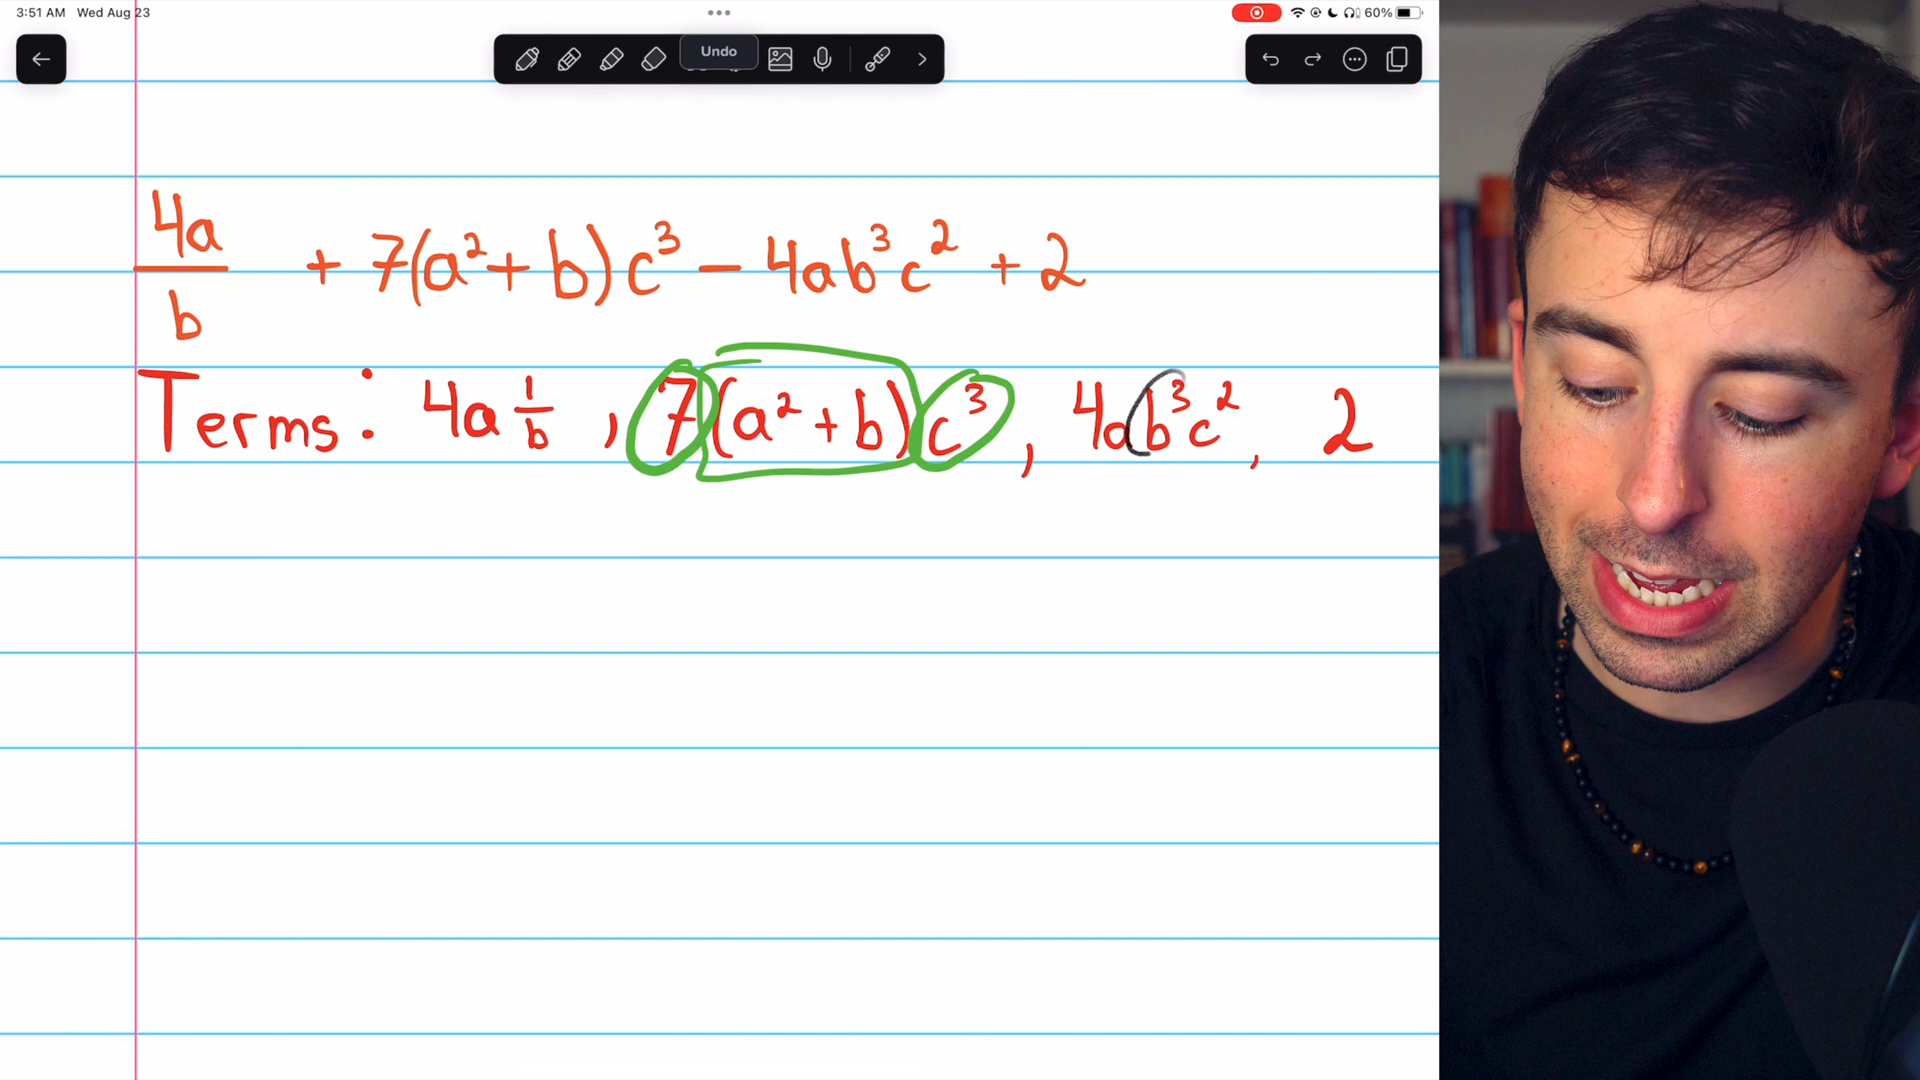 3:51 AM Wed Aug 23 60%
Undo
4a/b + 7(a² + b)c³ − 4ab³c² + 2
Terms: 4a 1/b , 7(a² + b)c³ , 4ab³c² , 2